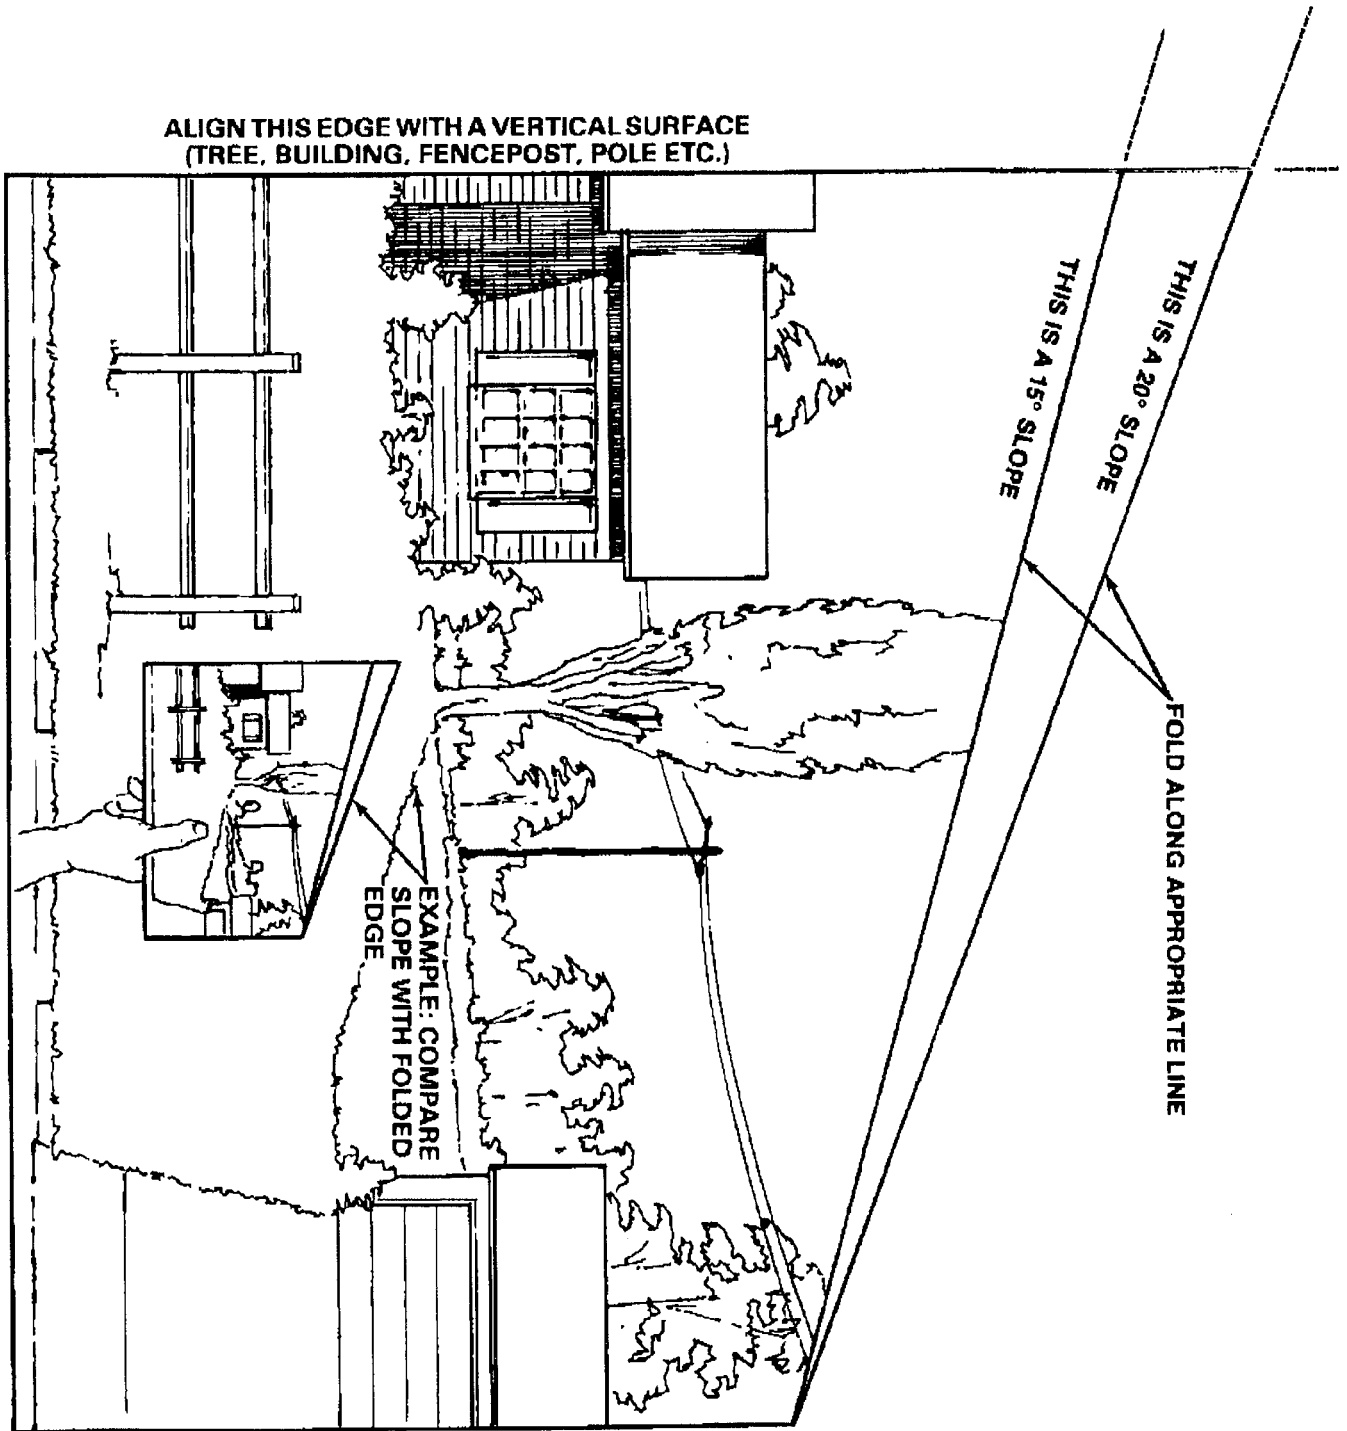 ALIGN THIS EDGE WITH A VERTICAL SURFACE
(TREE, BUILDING, FENCEPOST, POLE ETC.)
THIS IS A 20° SLOPE
THIS IS A 15° SLOPE
FOLD ALONG APPROPRIATE LINE
EXAMPLE: COMPARE
SLOPE WITH FOLDED
EDGE